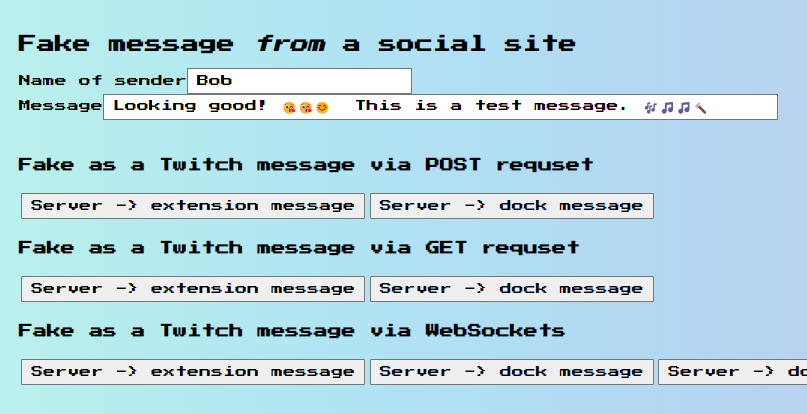 Fake message from a social site
Name of sender Bob
Message Looking good! 😘😘😊 This is a test message. 🎶🎵🎵🔨
Fake as a Twitch message via POST requset
Server -> extension message Server -> dock message
Fake as a Twitch message via GET requset
Server -> extension message Server -> dock message
Fake as a Twitch message via WebSockets
Server -> extension message Server -> dock message Server -> do